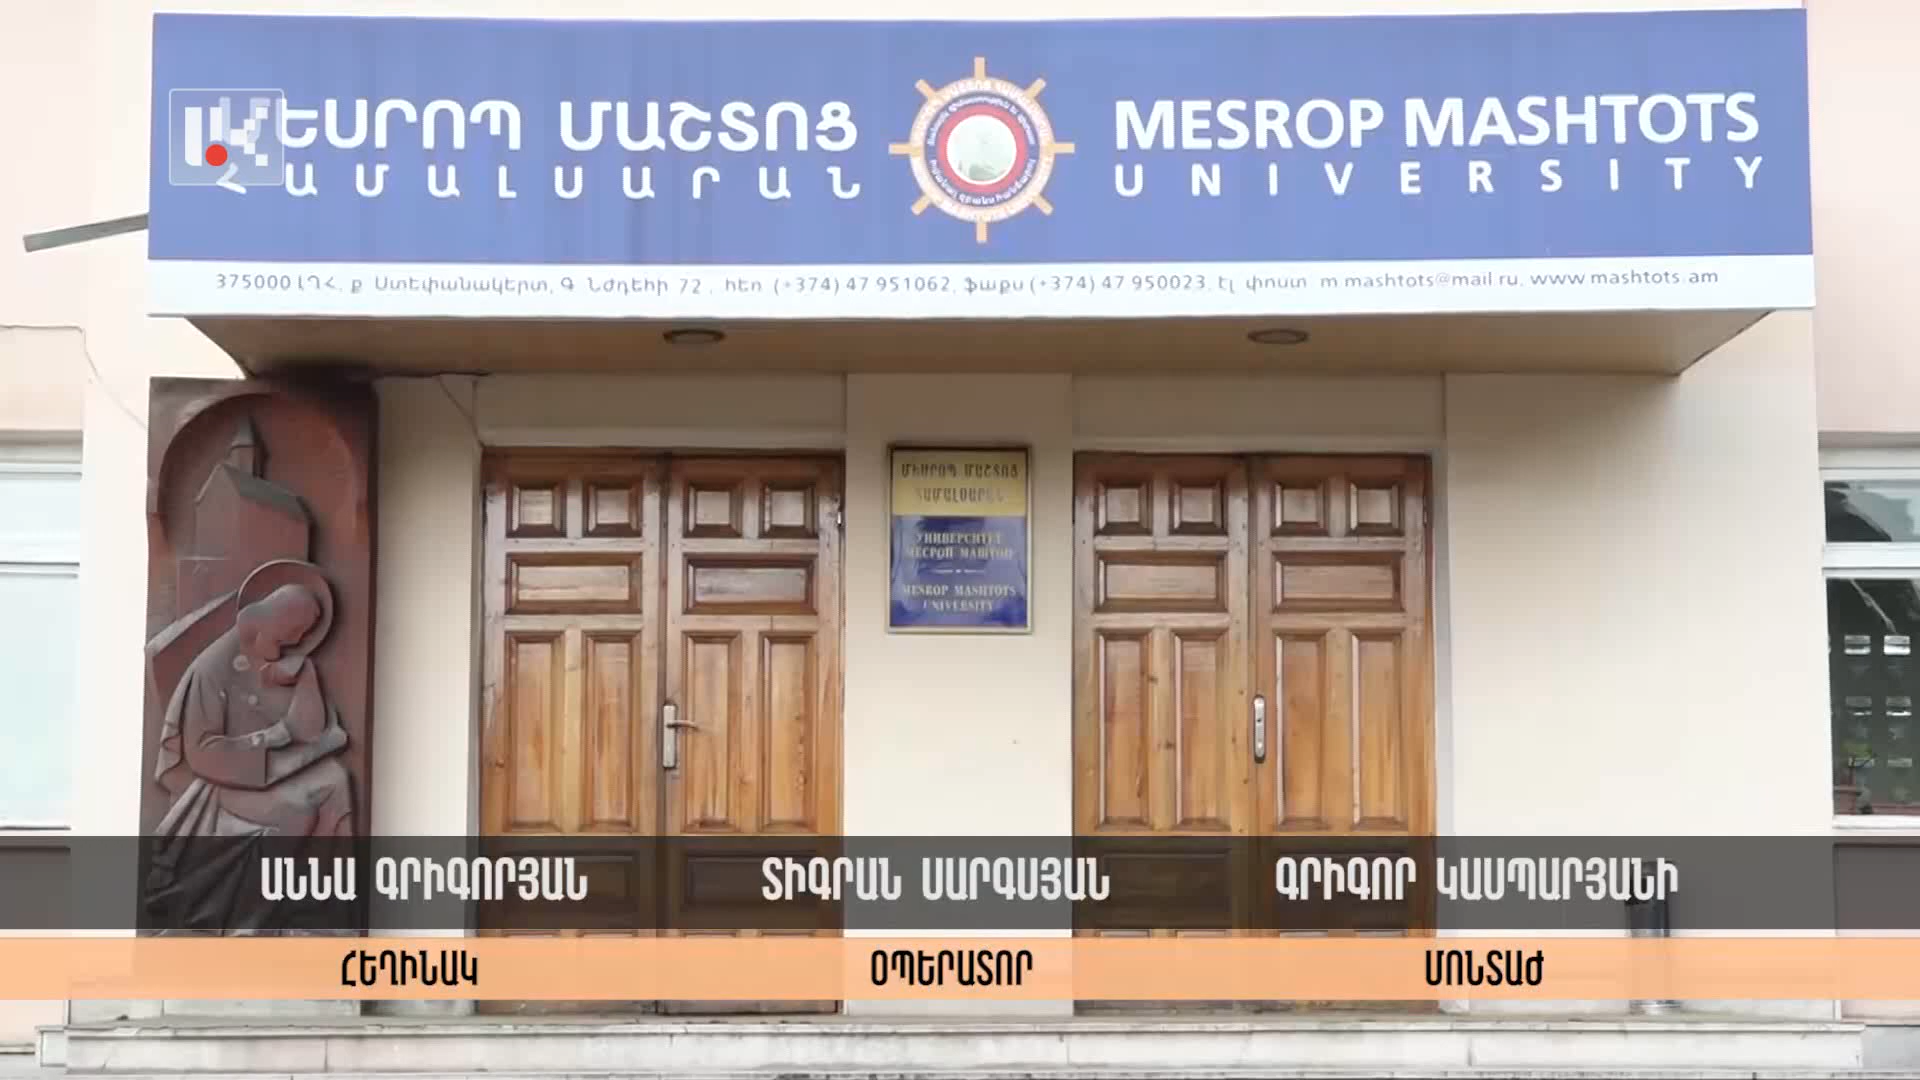 ՄԵՍՐՈՊ ՄԱՇՏՈՑ
ՀԱՄԱԼՍԱՐԱՆ
MESROP MASHTOTS
UNIVERSITY
375000 ԼՂՀ, ք. Ստեփանակերտ, Գ. Նժդեհի 72, հեռ. (+374) 47 951062, ֆաքս (+374) 47 950023, էլ. փոստ: m.mashtots@mail.ru, www.mashtots.am
ՄԵՍՐՈՊ ՄԱՇՏՈՑ
ՀԱՄԱԼՍԱՐԱՆ
УНИВЕРСИТЕТ
МЕСРОП МАШТОЦ
MESROP MASHTOTS
UNIVERSITY
ԱՆՆԱ ԳՐԻԳՈՐՅԱՆ
ՏԻԳՐԱՆ ՍԱՐԳՍՅԱՆ
ԳՐԻԳՈՐ ԿԱՍՊԱՐՅԱՆԻ
ՀԵՂԻՆԱԿ
ՕՊԵՐԱՏՈՐ
ՄՈՆՏԱԺ